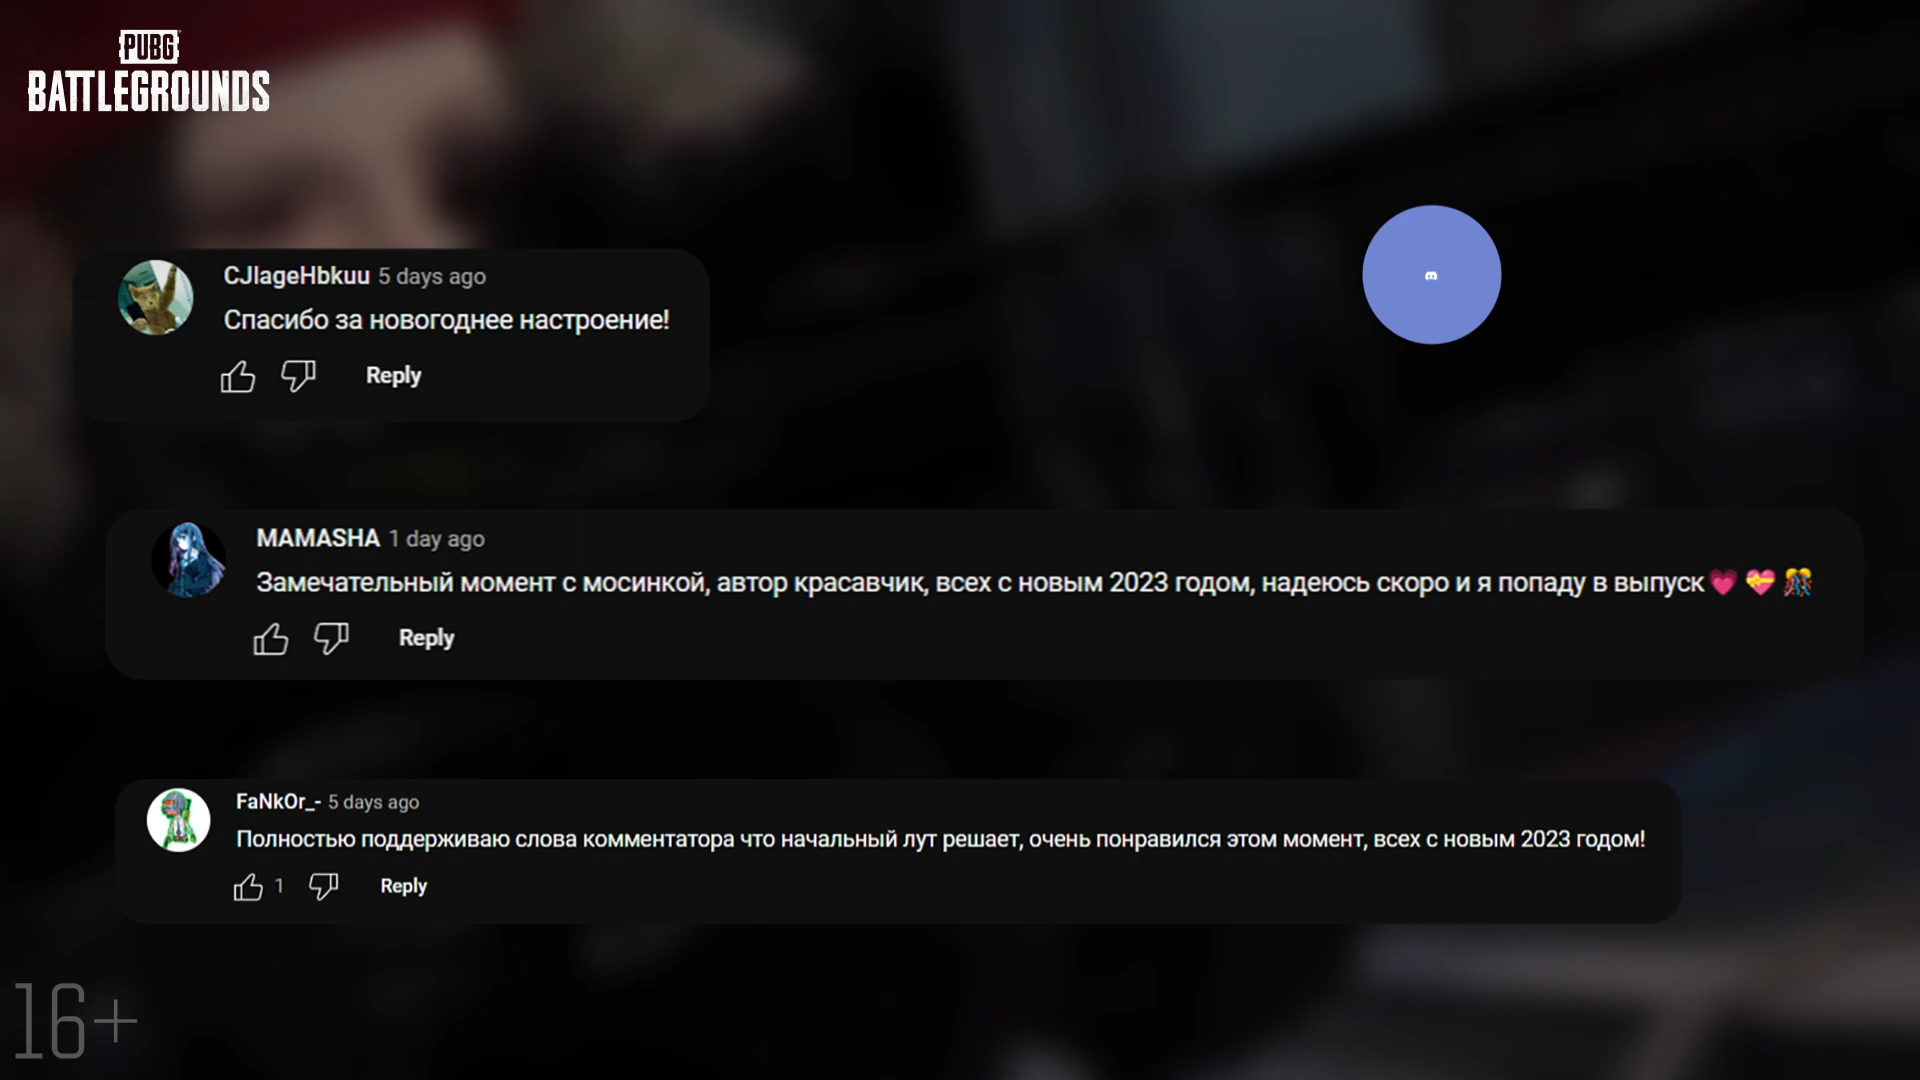 PUBG
BATTLEGROUNDS
CJlageHbkuu 5 days ago
Спасибо за новогоднее настроение!
Reply
MAMASHA 1 day ago
Замечательный момент с мосинкой, автор красавчик, всех с новым 2023 годом, надеюсь скоро и я попаду в выпуск💗 💝 🎊
Reply
FaNkOr_- 5 days ago
Полностью поддерживаю слова комментатора что начальный лут решает, очень понравился этом момент, всех с новым 2023 годом!
1 Reply
16+